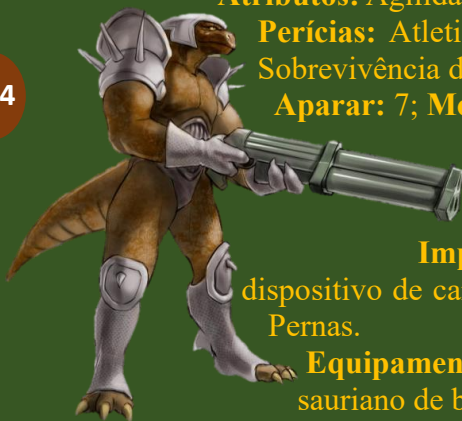 Atributos: Agilida
Perícias: Atleti
Sobrevivência d
4
Aparar: 7; Mo
Imp
dispositivo de ca
Pernas.
Equipamen
sauriano de b